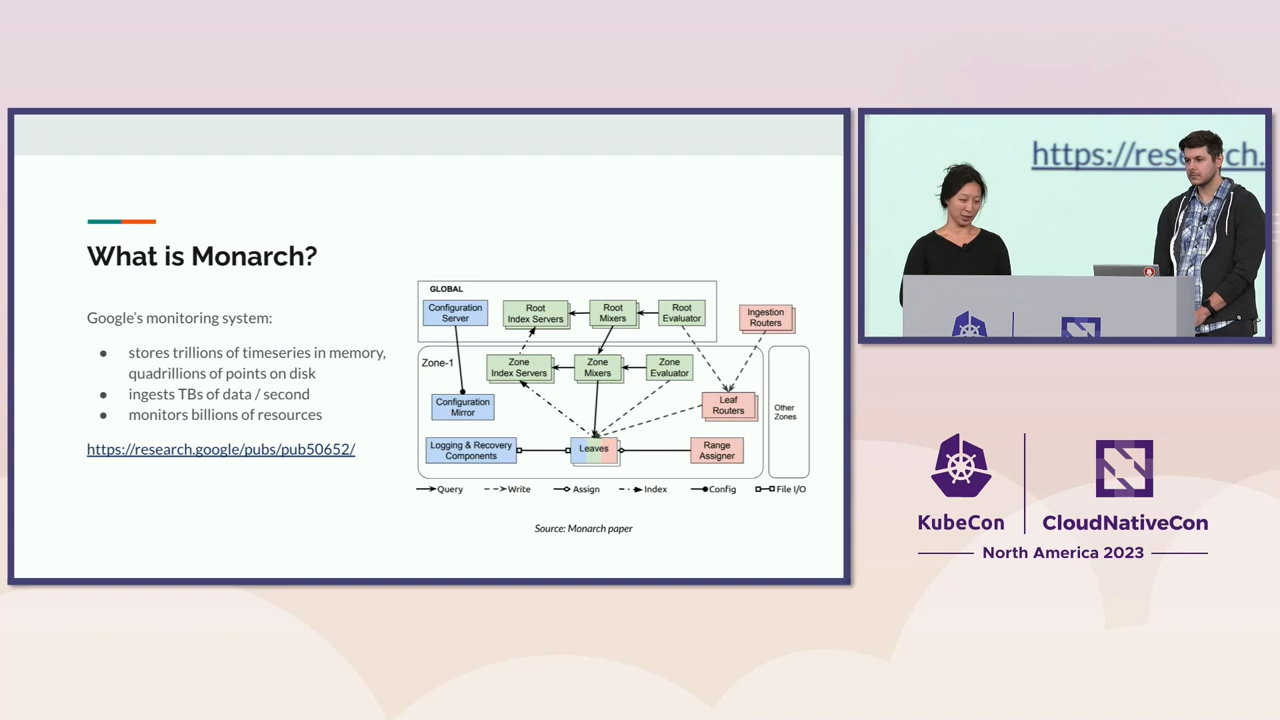 What is Monarch?
Google's monitoring system:
● stores trillions of timeseries in memory,
quadrillions of points on disk
● ingests TBs of data / second
● monitors billions of resources
https://research.google/pubs/pub50652/
GLOBAL
Configuration
Server
Root
Index Servers
Root
Mixers
Root
Evaluator
Ingestion
Routers
Zone-1
Zone
Index Servers
Zone
Mixers
Zone
Evaluator
Configuration
Mirror
Leaf
Routers
Other
Zones
Logging & Recovery
Components
Leaves
Range
Assigner
Query
Write
Assign
Index
Config
File I/O
Source: Monarch paper
https://research.
KubeCon
CloudNativeCon
North America 2023